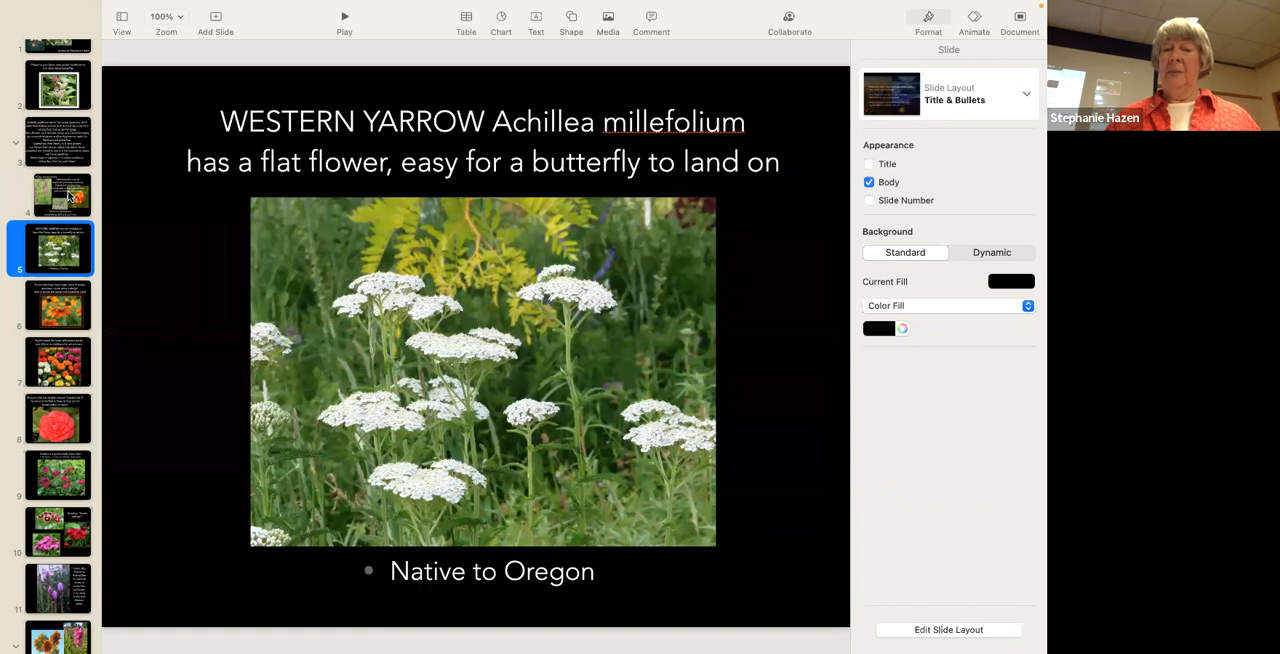 View
100%
Zoom
Add Slide
Play
Table
Chart
Text
Shape
Media
Comment
Collaborate
Format
Animate
Document
Slide
Slide Layout
Title & Bullets
Appearance
Title
Body
Slide Number
Background
Standard
Dynamic
Current Fill
Color Fill
Edit Slide Layout
1
2
3
4
5
6
7
8
9
10
11
WESTERN YARROW Achillea millefolium
has a flat flower, easy for a butterfly to land on
• Native to Oregon
Stephanie Hazen